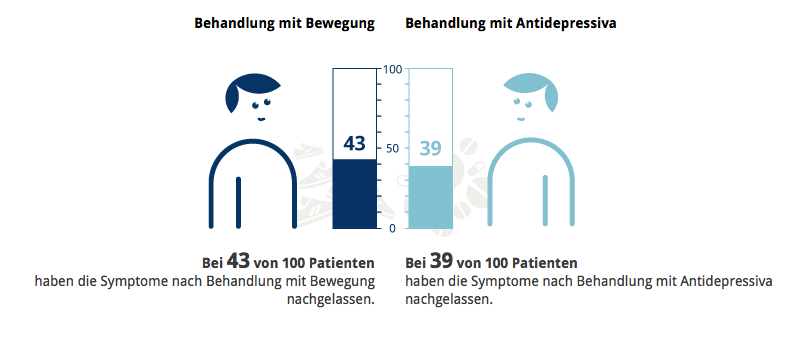 Behandlung mit Bewegung
Behandlung mit Antidepressiva
100
43
50
39
0
Bei 43 von 100 Patienten
haben die Symptome nach Behandlung mit Bewegung
nachgelassen.
Bei 39 von 100 Patienten
haben die Symptome nach Behandlung mit Antidepressiva
nachgelassen.